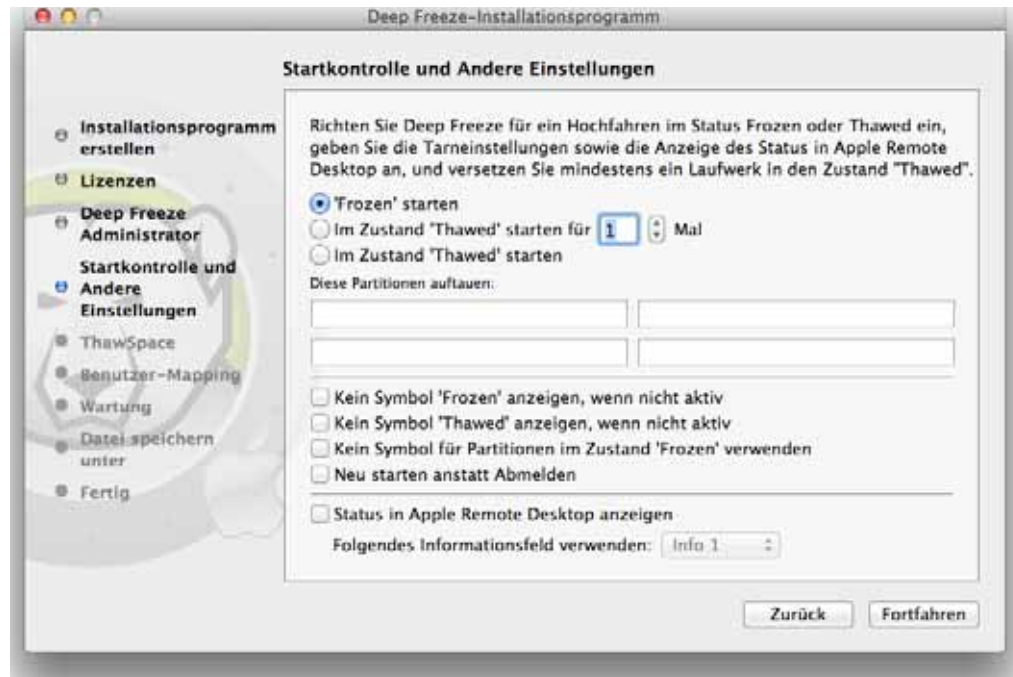 Deep Freeze-Installationsprogramm
Startkontrolle und Andere Einstellungen
Installationsprogramm
erstellen
Lizenzen
Deep Freeze
Administrator
Startkontrolle und
Andere
Einstellungen
ThawSpace
Benutzer-Mapping
Wartung
Datei speichern
unter
Fertig
Richten Sie Deep Freeze für ein Hochfahren im Status Frozen oder Thawed ein,
geben Sie die Tarneinstellungen sowie die Anzeige des Status in Apple Remote
Desktop an, und versetzen Sie mindestens ein Laufwerk in den Zustand "Thawed".
'Frozen' starten
Im Zustand 'Thawed' starten für 1 Mal
Im Zustand 'Thawed' starten
Diese Partitionen auftauen:
Kein Symbol 'Frozen' anzeigen, wenn nicht aktiv
Kein Symbol 'Thawed' anzeigen, wenn nicht aktiv
Kein Symbol für Partitionen im Zustand 'Frozen' verwenden
Neu starten anstatt Abmelden
Status in Apple Remote Desktop anzeigen
Folgendes Informationsfeld verwenden: Info 1
Zurück Fortfahren